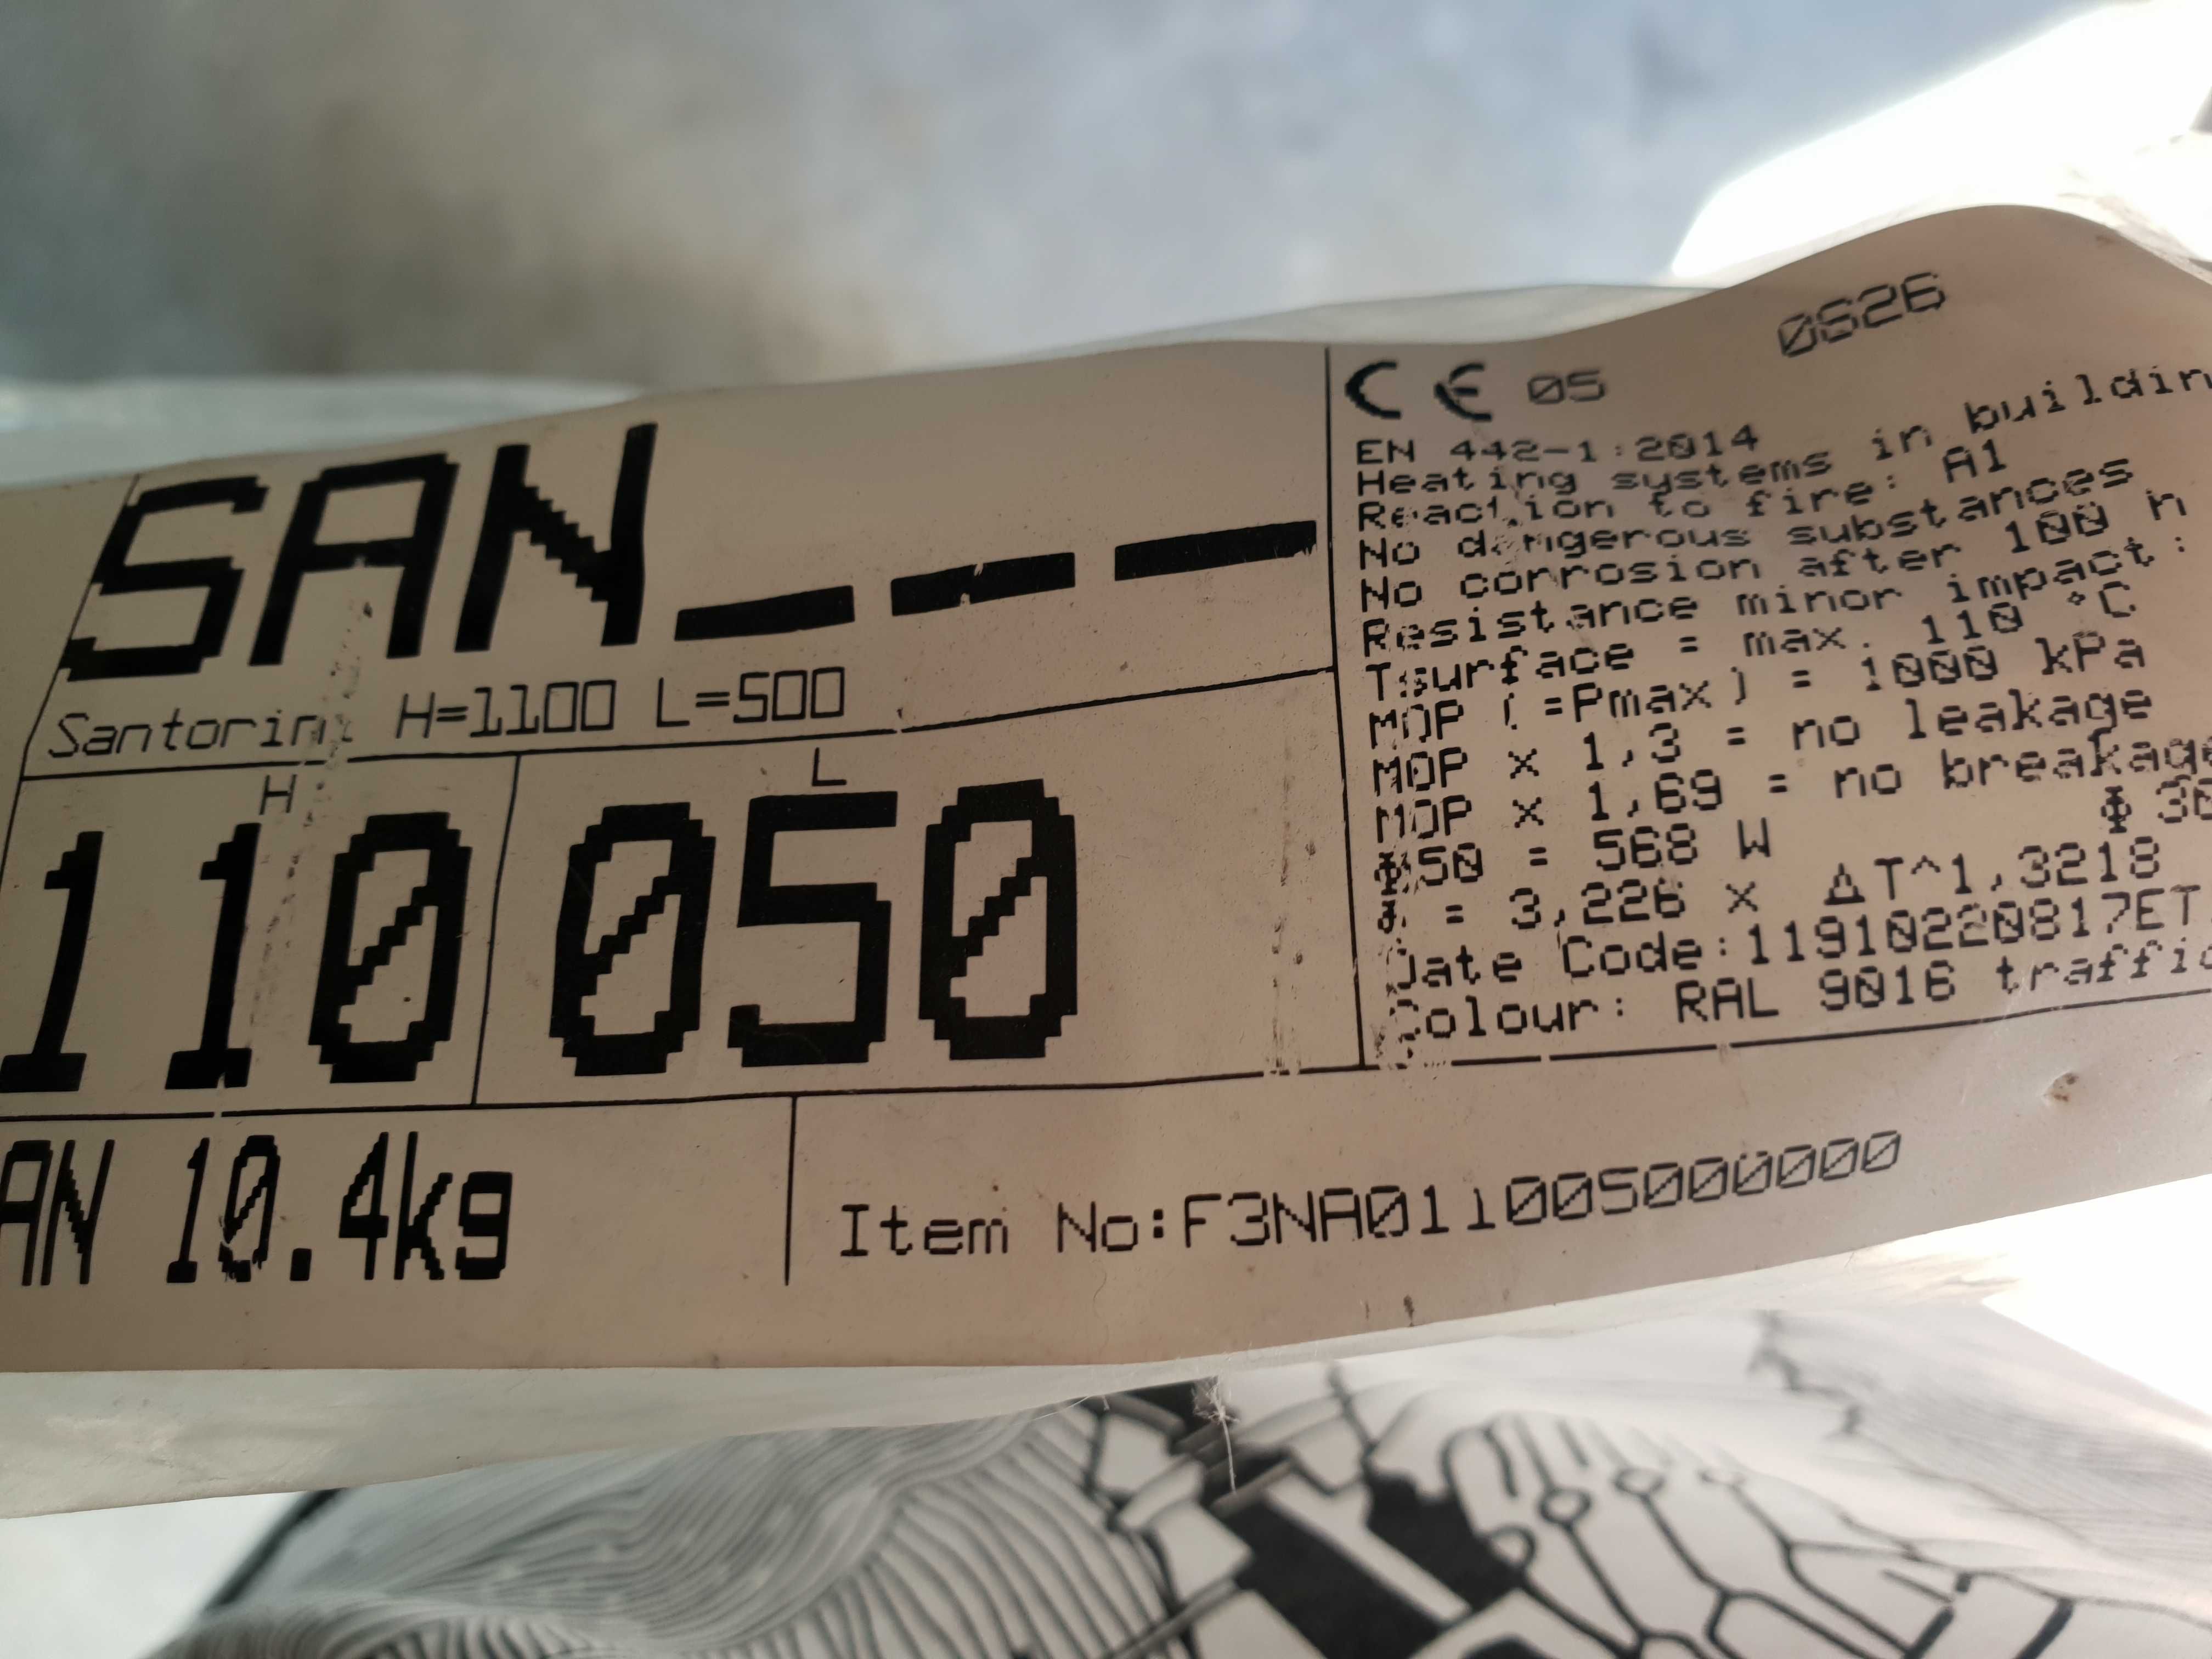 SAN_ _ _
Santorini H=1100 L=500
H
110
L
050
AN 10.4kg
Item No:F3NA011005000000
CE 05
0526
EN 442-1:2014
Heating systems in buildin
Reaction to fire: A1
No dangerous substances
No corrosion after 100 h
Resistance minor impact:
Tsurface = max. 110 °C
MOP (=Pmax) = 1000 kPa
MOP x 1,3 = no leakage
MOP x 1,69 = no breakage
Φ50 = 568 W
Φ 30
Φ = 3,226 x ΔT^1,3218
Date Code:11910220817ET
Colour: RAL 9016 traffic